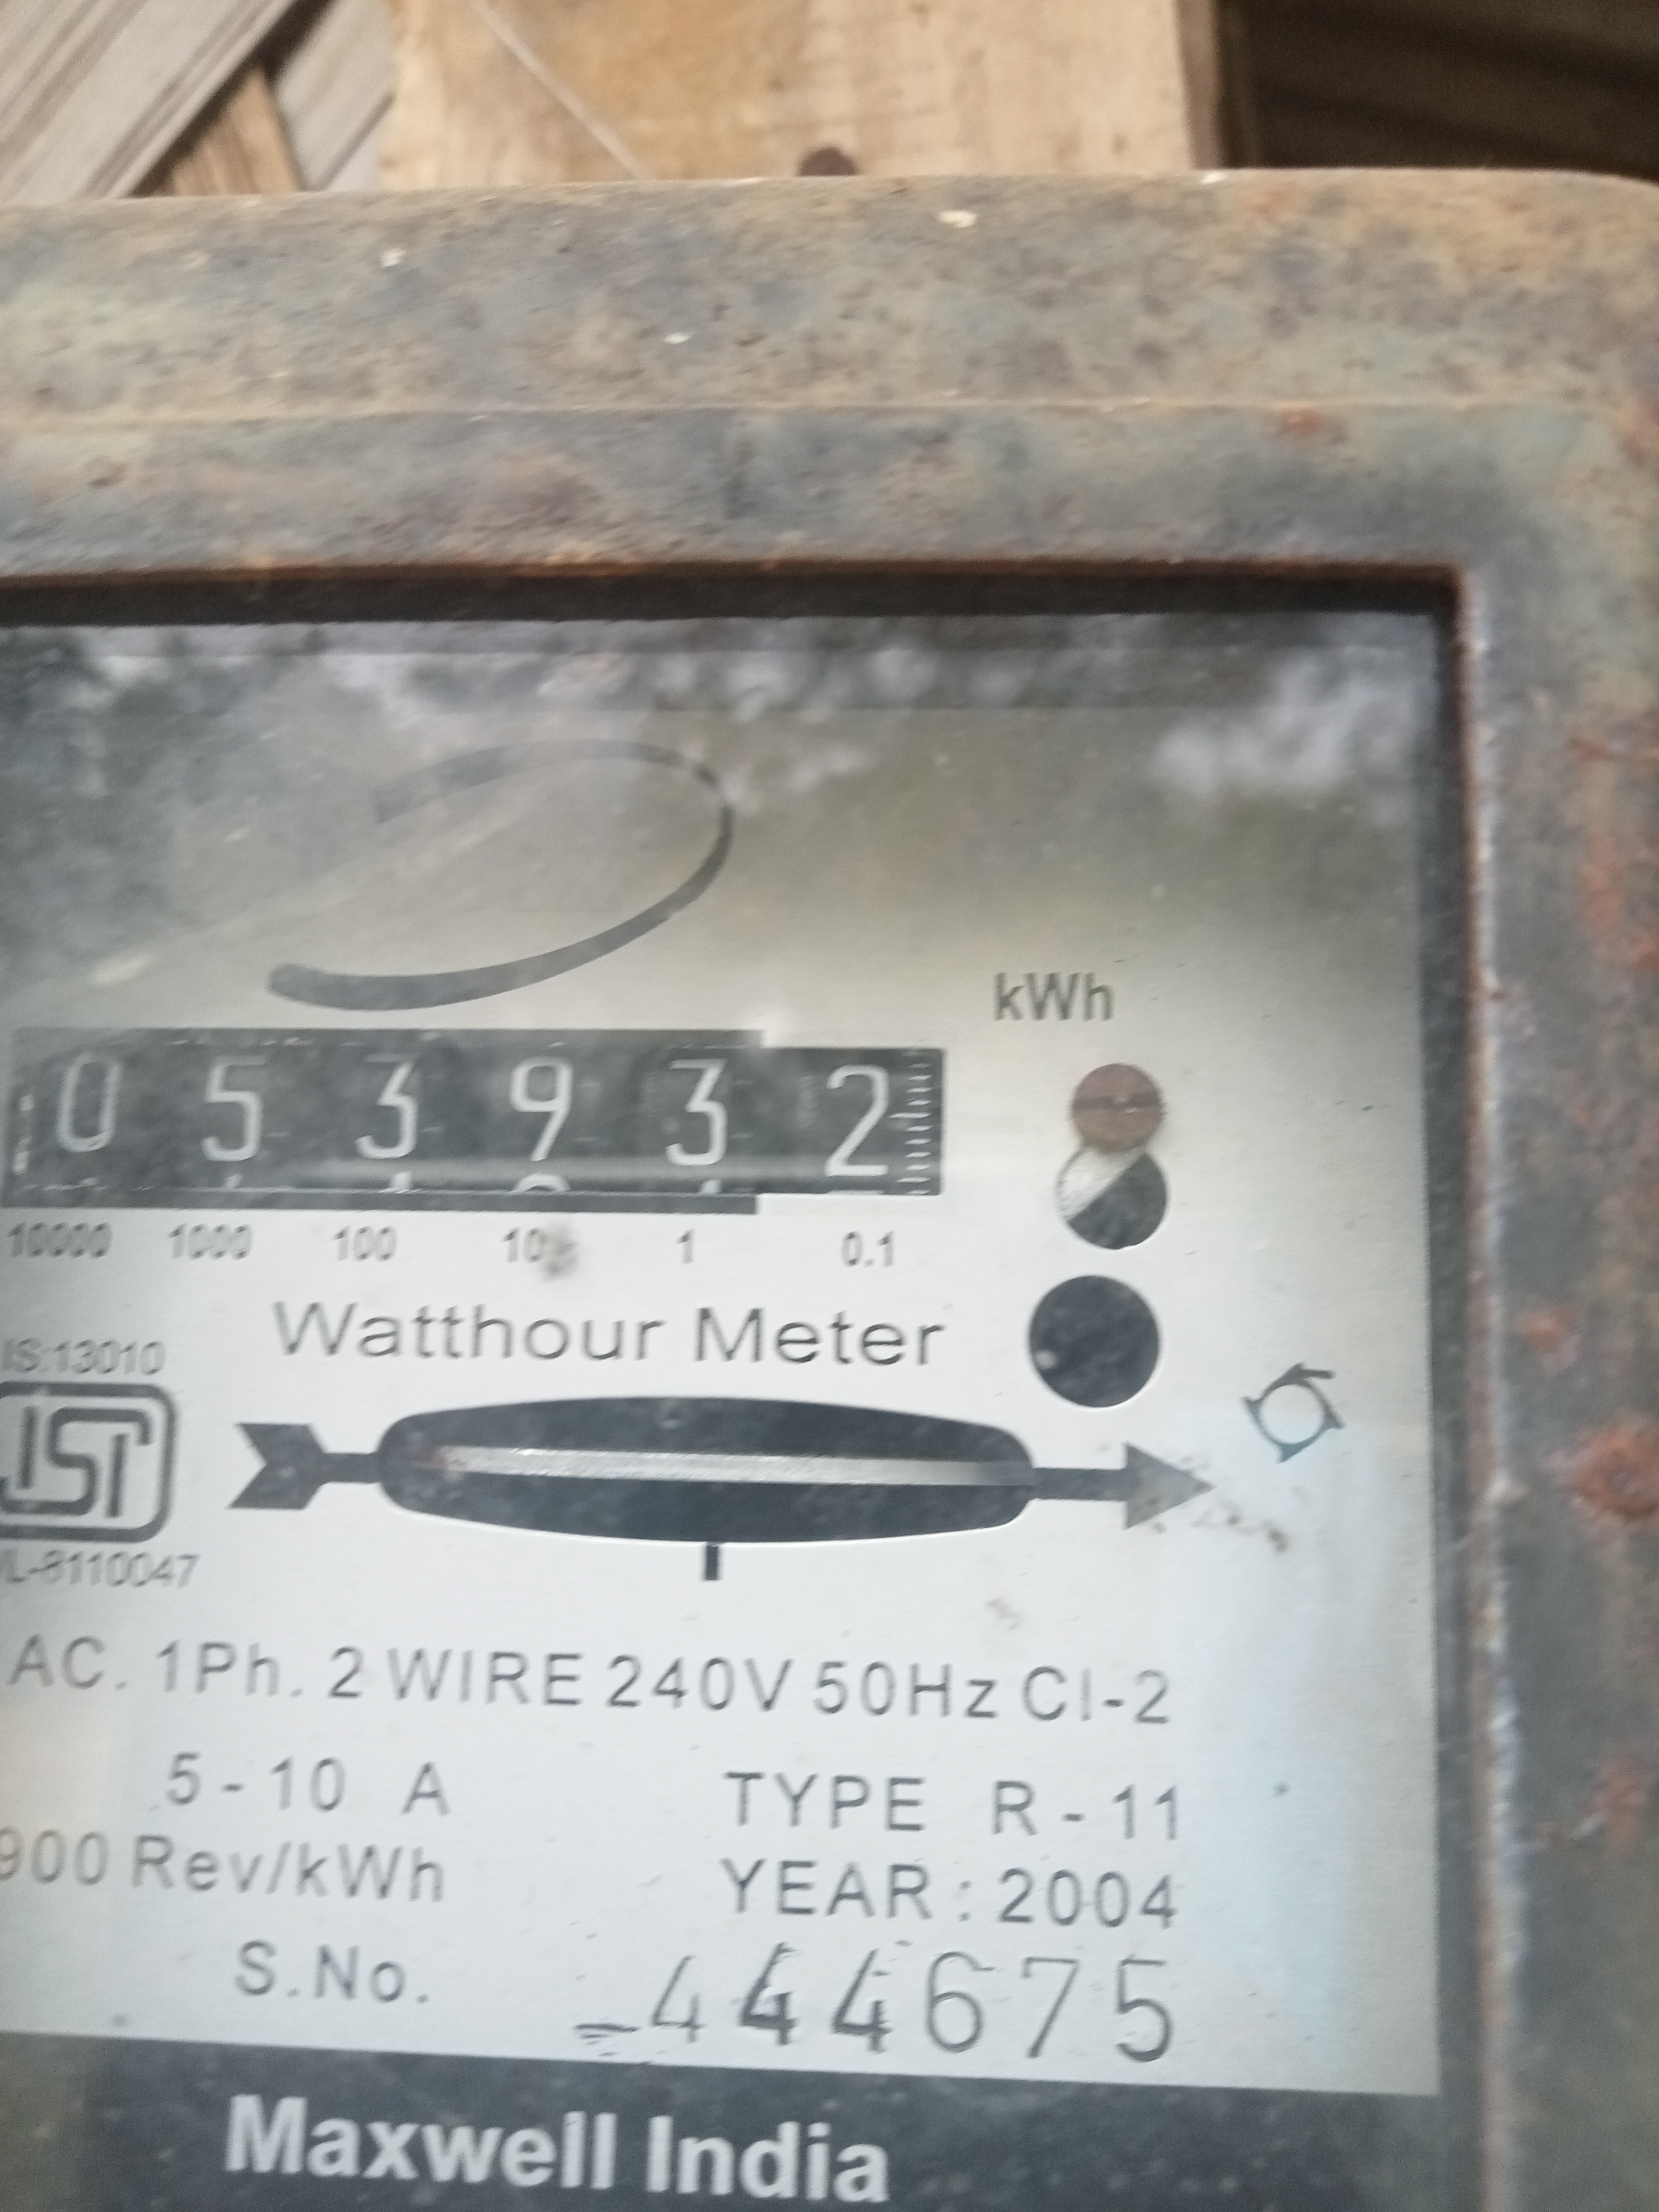 kWh
0 5 3 9 3 2
10000 1000 100 10 1 0.1
Watthour Meter
IS:13010
ISI
8110047
AC. 1Ph. 2 WIRE 240V 50Hz Cl-2
5-10 A TYPE R-11
900 Rev/kWh YEAR: 2004
S.No. 444675
Maxwell India